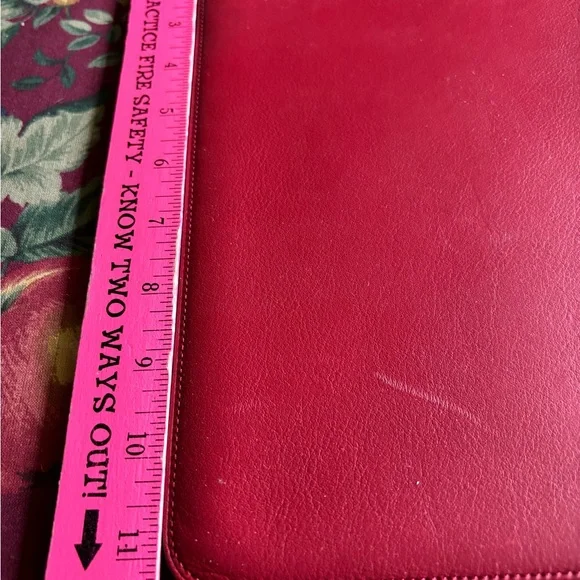 ACTICE FIRE SAFETY - KNOW TWO WAYS OUT!
3 4 5 6 7 8 9 10 11